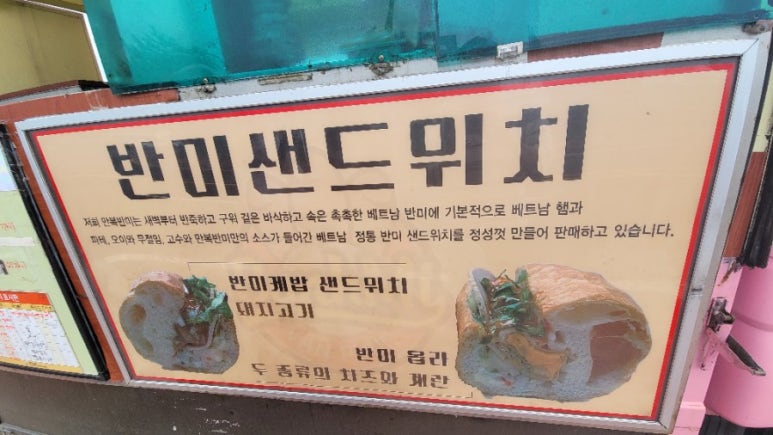 반미샌드위치
저희 만복반미는 새벽부터 반죽하고 구워 겉은 바삭하고 속은 촉촉한 베트남 반미에 기본적으로 베트남 햄과
파테, 오이와 무절임, 고수와 만복반미만의 소스가 들어간 베트남 정통 반미 샌드위치를 정성껏 만들어 판매하고 있습니다.
반미케밥 샌드위치
돼지고기
반미 옵라
두 종류의 치즈와 계란